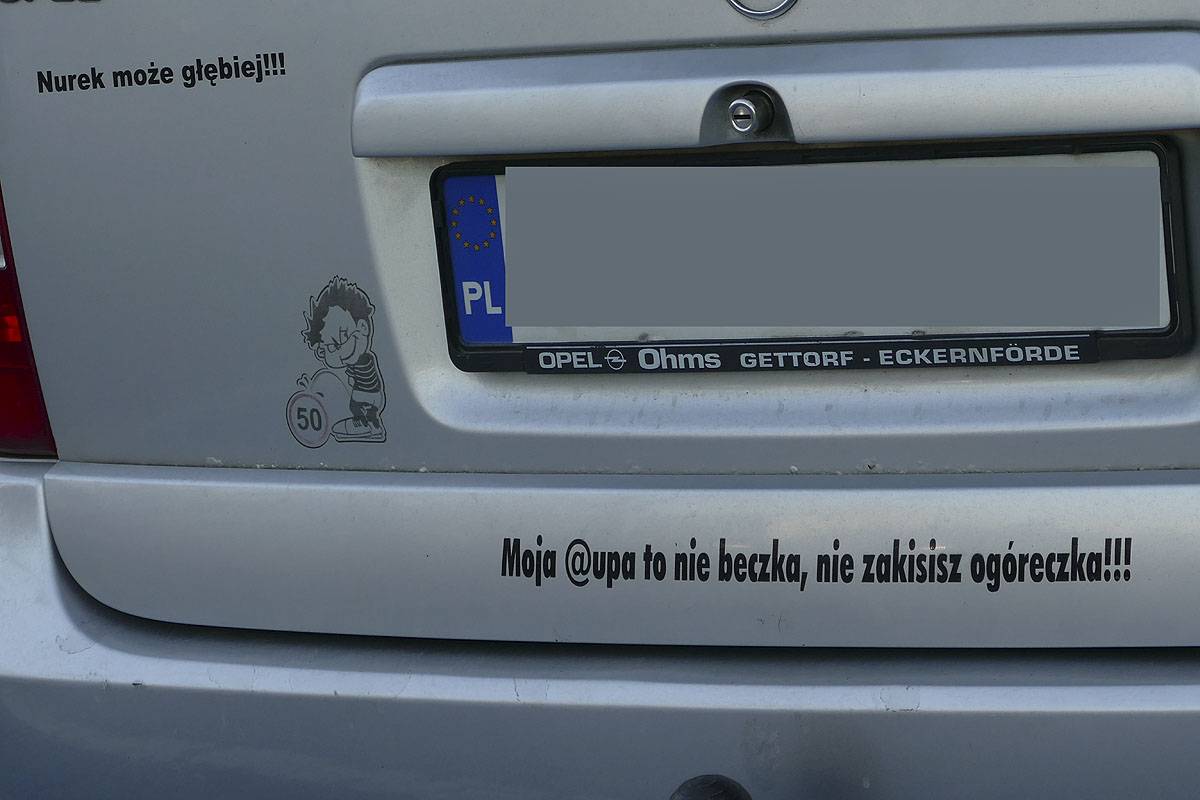 Nurek może głębiej!!!
PL
OPEL Ohms GETTORF - ECKERNFÖRDE
50
Moja @upa to nie beczka, nie zakisisz ogóreczka!!!